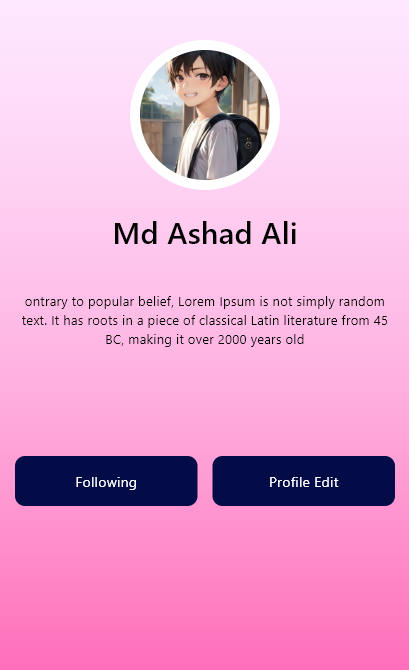 Md Ashad Ali
ontrary to popular belief, Lorem Ipsum is not simply random
text. It has roots in a piece of classical Latin literature from 45
BC, making it over 2000 years old
Following
Profile Edit